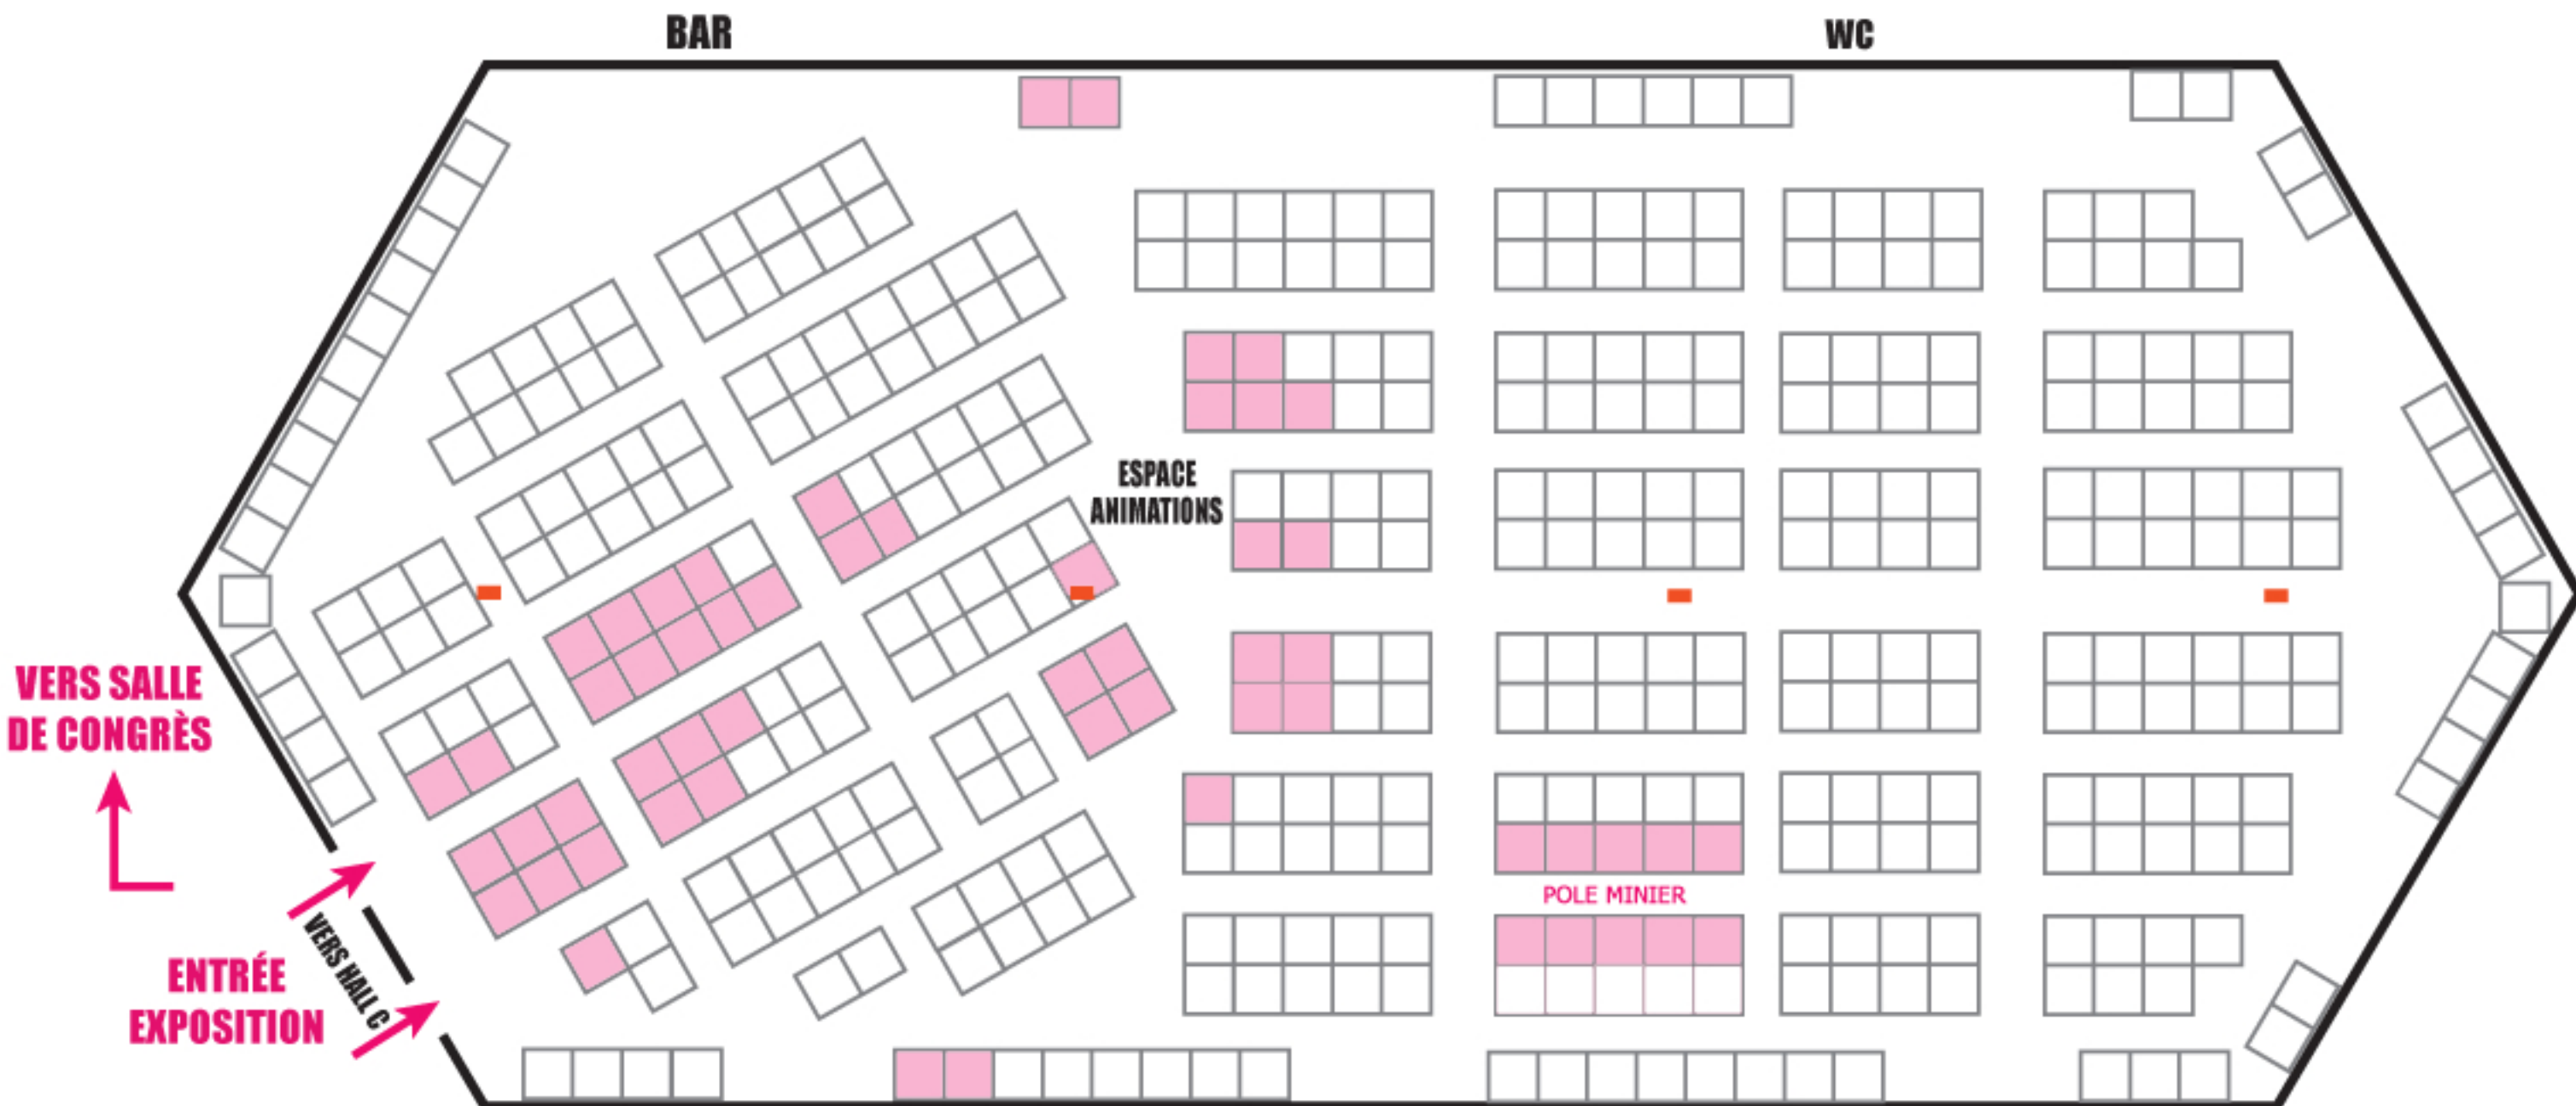 BAR
WC
ESPACE
ANIMATIONS
VERS SALLE
DE CONGRÈS
POLE MINIER
VERS HALL C
ENTRÉE
EXPOSITION